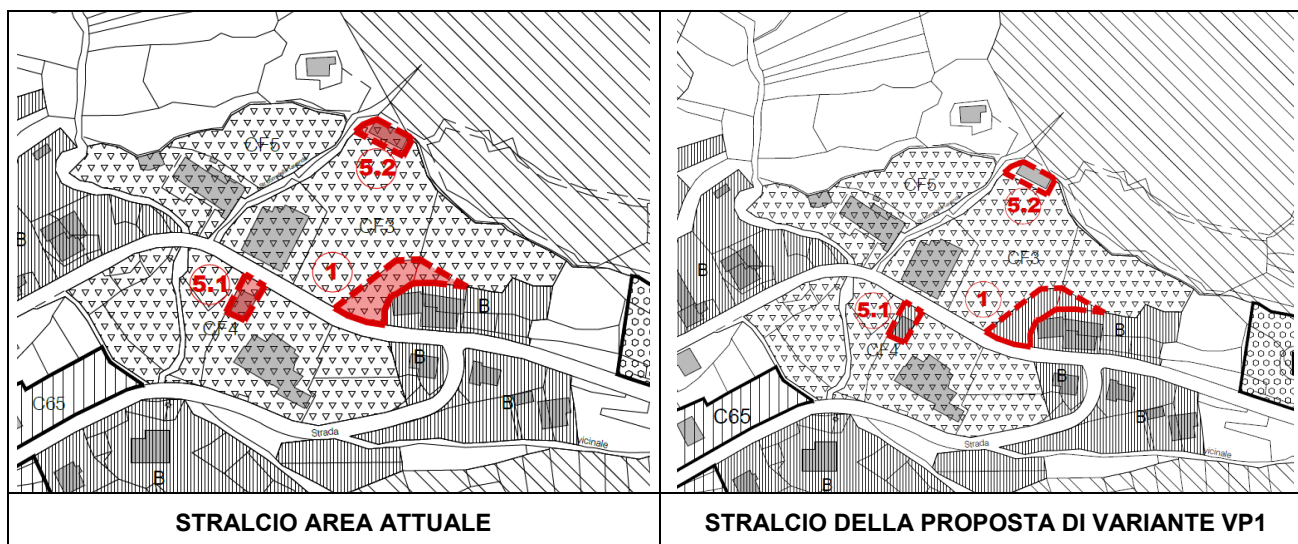 CF5
5.2
CF3
B
1
5.1
CF4
B
B
B
C65
Strada
vicinale
B
CF5
5.2
CF3
B
1
5.1
CF4
B
B
B
C65
Strada
vicinale
B
STRALCIO AREA ATTUALE
STRALCIO DELLA PROPOSTA DI VARIANTE VP1